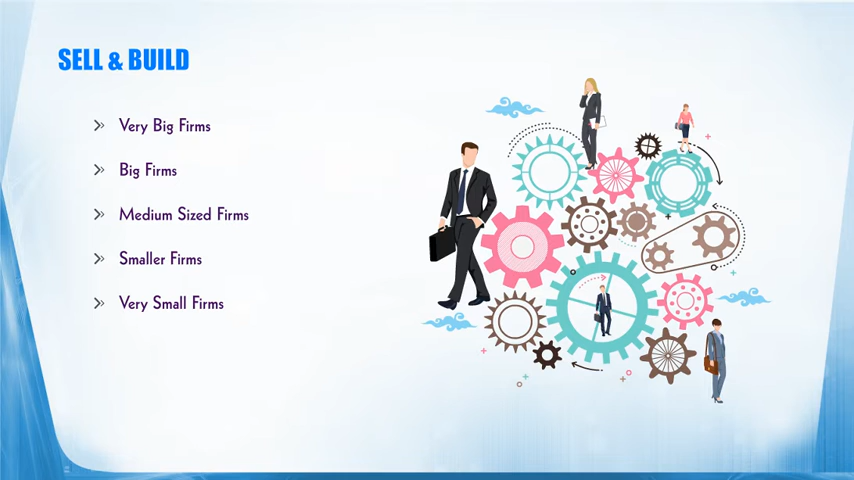 SELL & BUILD
Very Big Firms
Big Firms
Medium Sized Firms
Smaller Firms
Very Small Firms